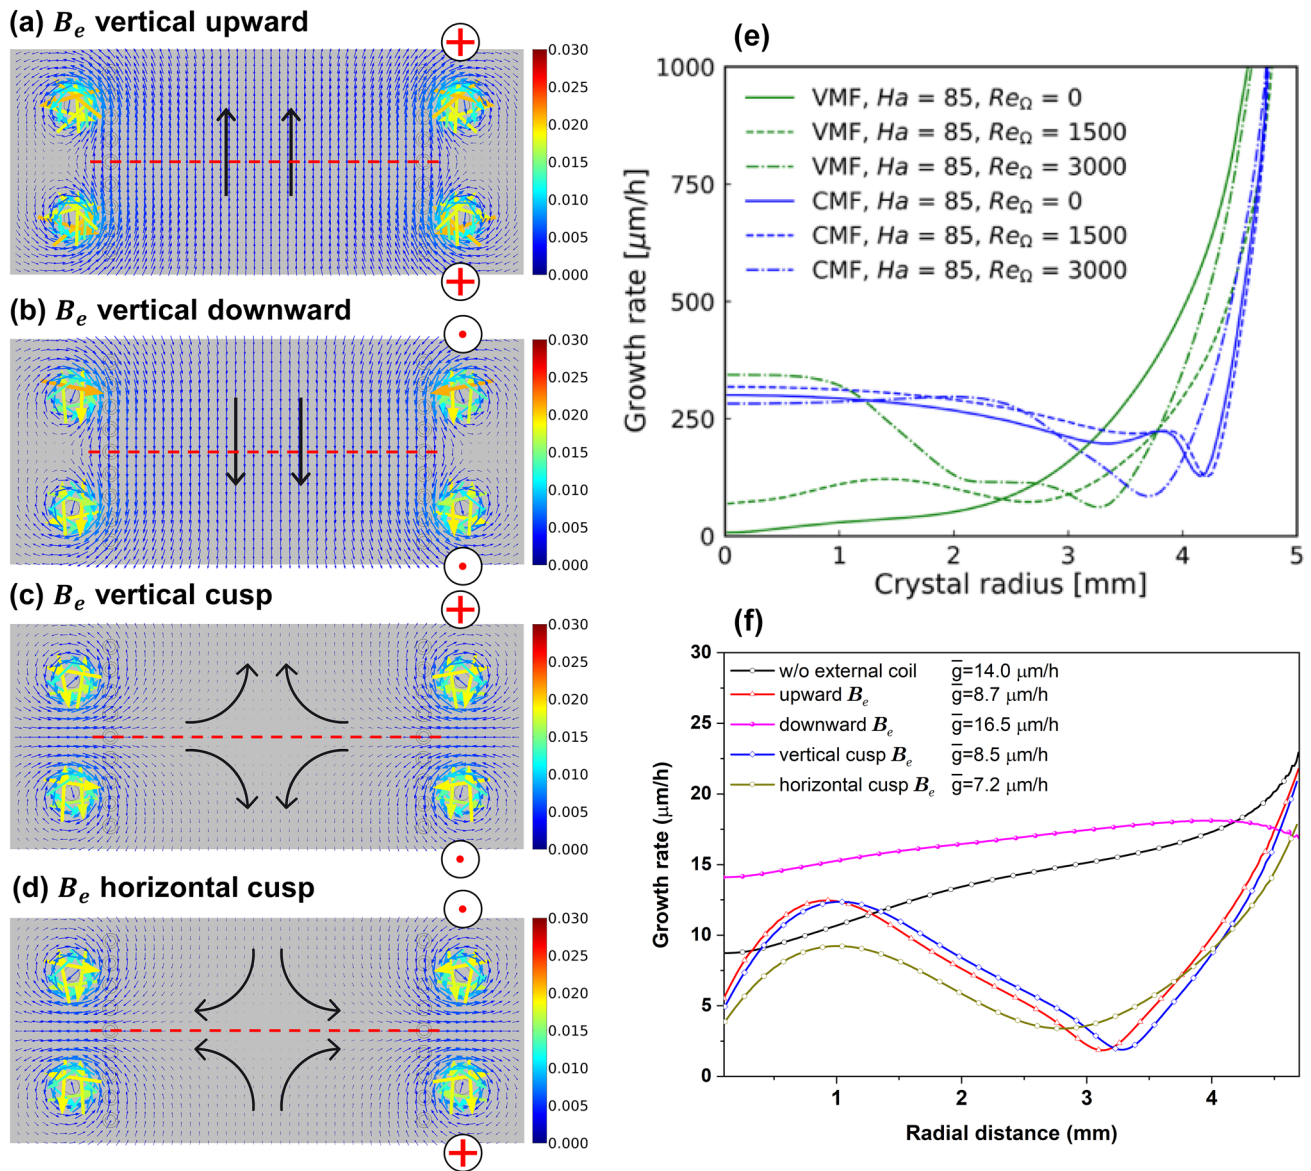 (a) Bₑ vertical upward
0.030
0.025
0.020
0.015
0.010
0.005
0.000
(b) Bₑ vertical downward
0.030
0.025
0.020
0.015
0.010
0.005
0.000
(c) Bₑ vertical cusp
0.030
0.025
0.020
0.015
0.010
0.005
0.000
(d) Bₑ horizontal cusp
0.030
0.025
0.020
0.015
0.010
0.005
0.000
(e)
1000
750
500
250
0
Growth rate [μm/h]
VMF, Ha = 85, Re_Ω = 0
VMF, Ha = 85, Re_Ω = 1500
VMF, Ha = 85, Re_Ω = 3000
CMF, Ha = 85, Re_Ω = 0
CMF, Ha = 85, Re_Ω = 1500
CMF, Ha = 85, Re_Ω = 3000
0 1 2 3 4 5
Crystal radius [mm]
(f)
30
25
20
15
10
5
0
Growth rate (μm/h)
w/o external coil g̅=14.0 μm/h
upward Bₑ g̅=8.7 μm/h
downward Bₑ g̅=16.5 μm/h
vertical cusp Bₑ g̅=8.5 μm/h
horizontal cusp Bₑ g̅=7.2 μm/h
1 2 3 4
Radial distance (mm)